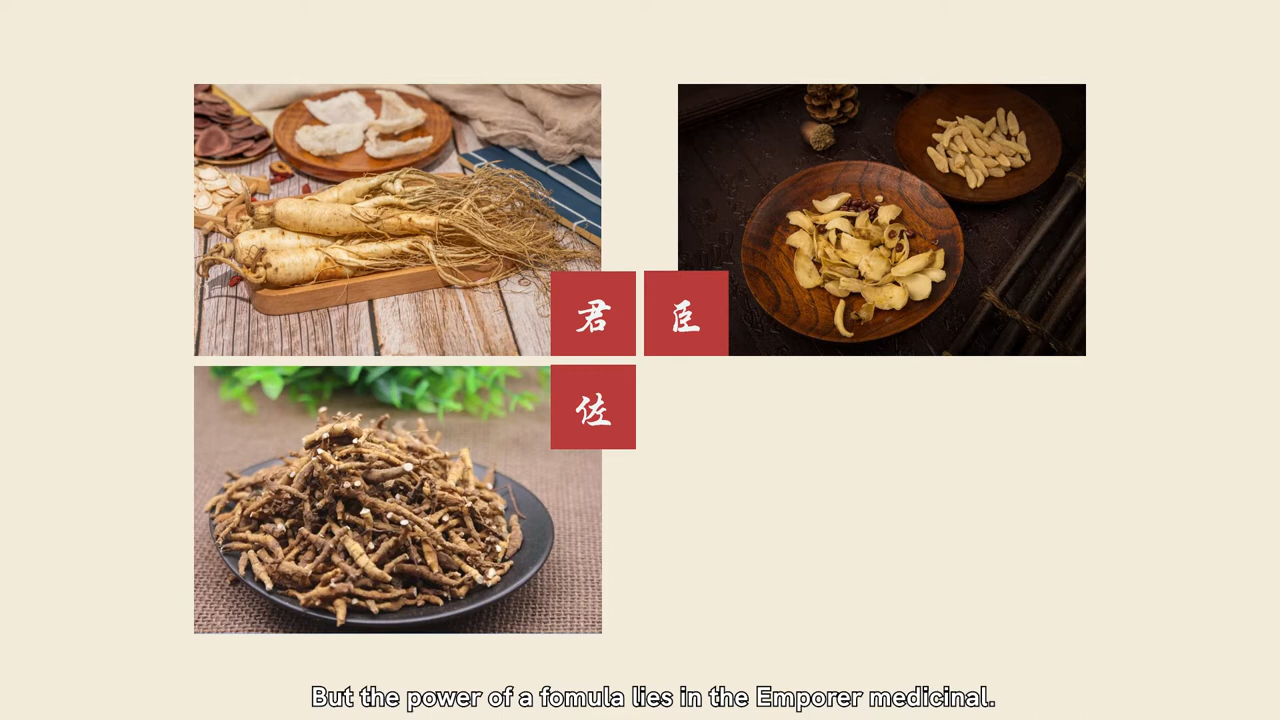 君
臣
佐
But the power of a fomula lies in the Emporer medicinal.